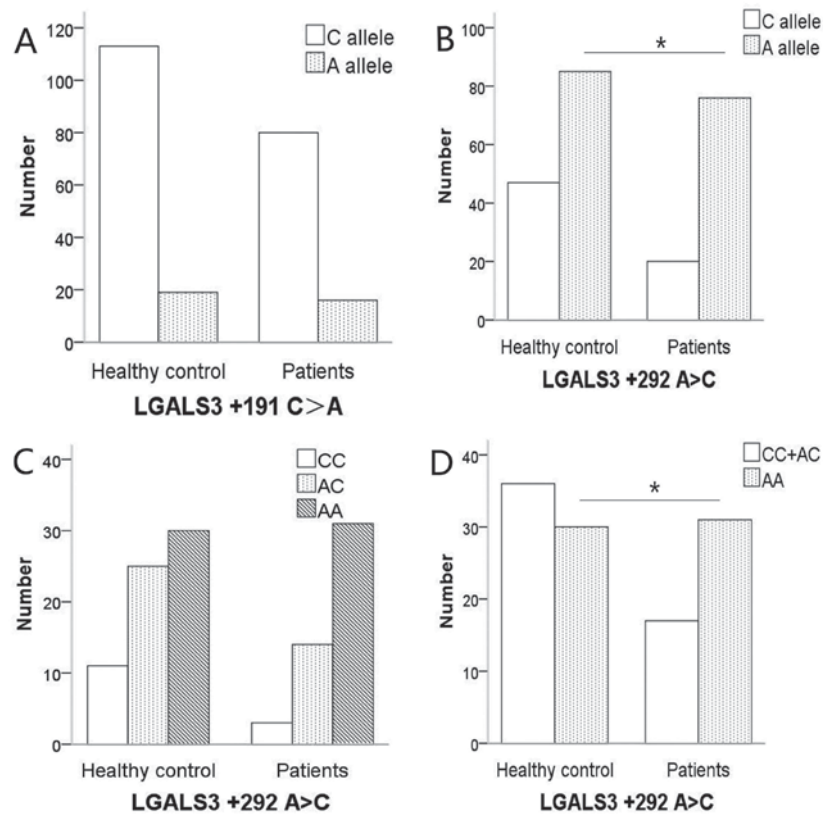 A
Number
120
100
80
60
40
20
0
C allele
A allele
Healthy control
Patients
LGALS3 +191 C>A
B
Number
100
80
60
40
20
0
C allele
A allele
*
Healthy control
Patients
LGALS3 +292 A>C
C
Number
40
30
20
10
0
CC
AC
AA
Healthy control
Patients
LGALS3 +292 A>C
D
Number
40
30
20
10
0
CC+AC
AA
*
Healthy control
Patients
LGALS3 +292 A>C